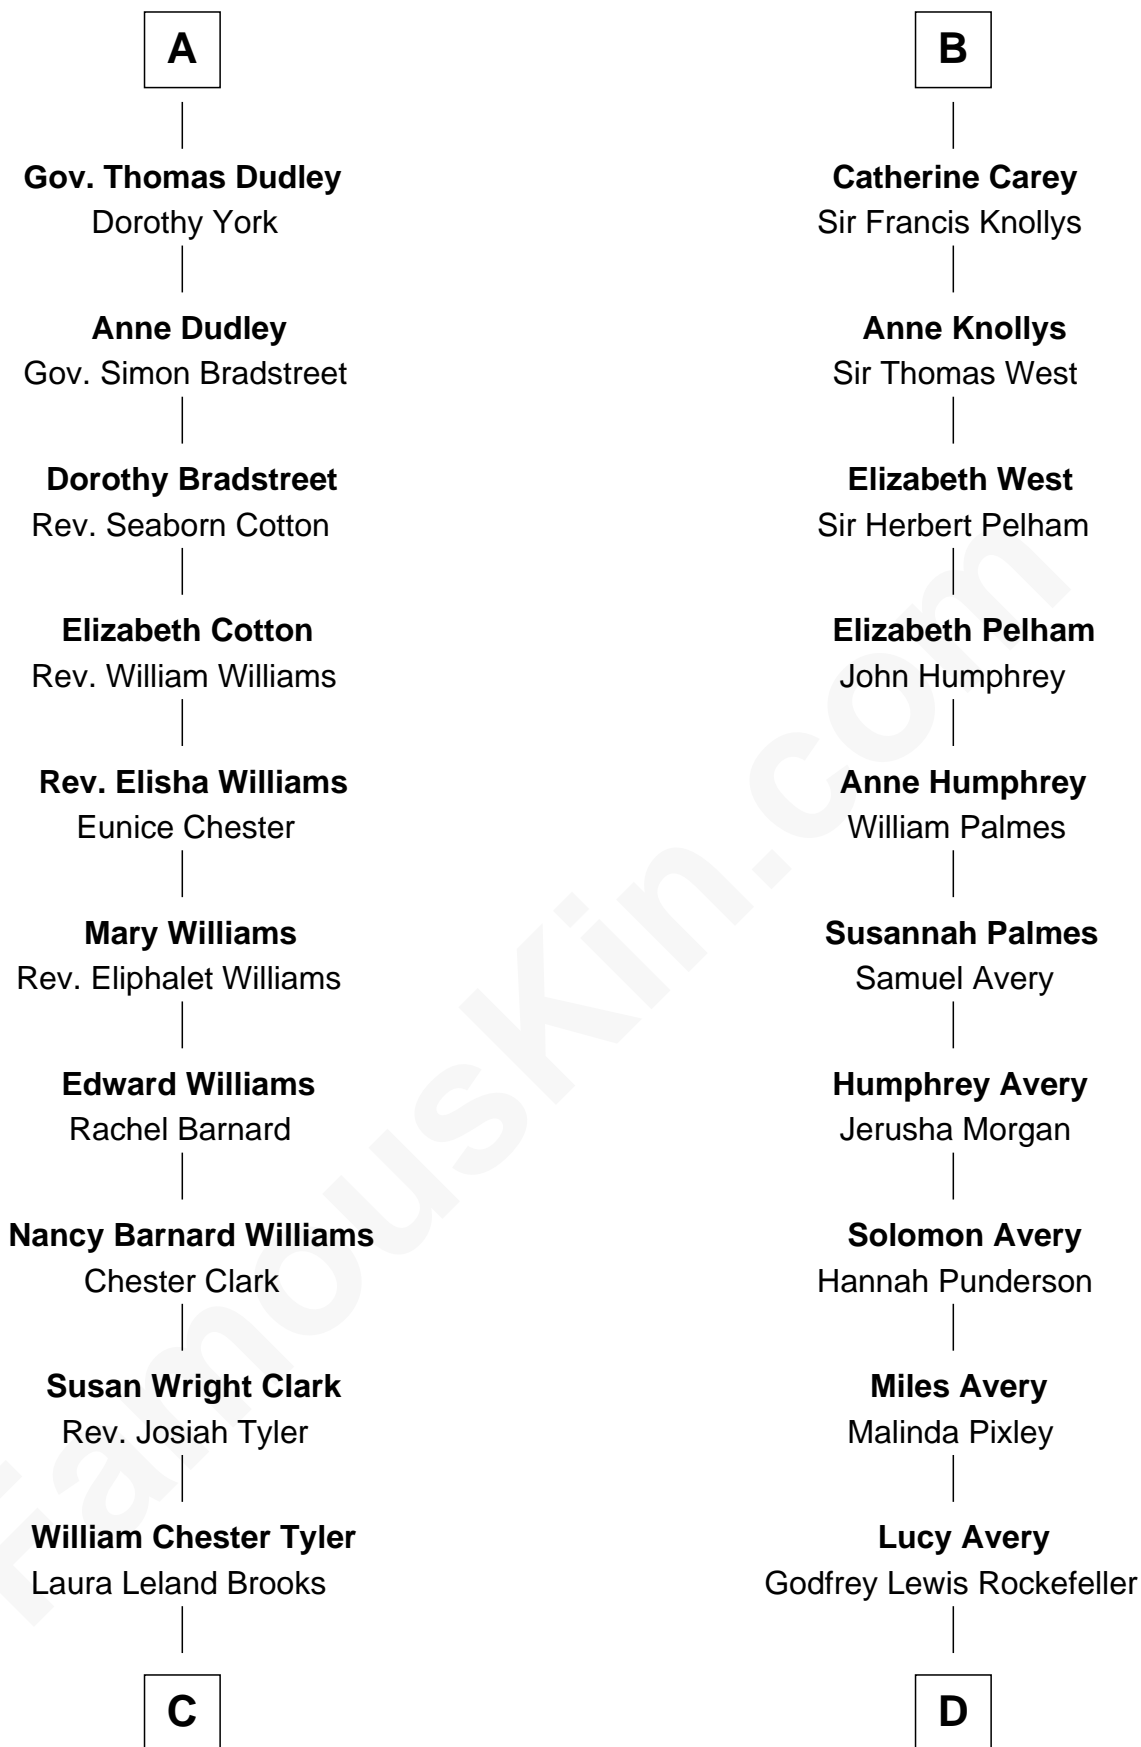 A
Gov. Thomas Dudley
Dorothy York
Anne Dudley
Gov. Simon Bradstreet
Dorothy Bradstreet
Rev. Seaborn Cotton
Elizabeth Cotton
Rev. William Williams
Rev. Elisha Williams
Eunice Chester
Mary Williams
Rev. Eliphalet Williams
Edward Williams
Rachel Barnard
Nancy Barnard Williams
Chester Clark
Susan Wright Clark
Rev. Josiah Tyler
William Chester Tyler
Laura Leland Brooks
C
B
Catherine Carey
Sir Francis Knollys
Anne Knollys
Sir Thomas West
Elizabeth West
Sir Herbert Pelham
Elizabeth Pelham
John Humphrey
Anne Humphrey
William Palmes
Susannah Palmes
Samuel Avery
Humphrey Avery
Jerusha Morgan
Solomon Avery
Hannah Punderson
Miles Avery
Malinda Pixley
Lucy Avery
Godfrey Lewis Rockefeller
D
FamousKin.com